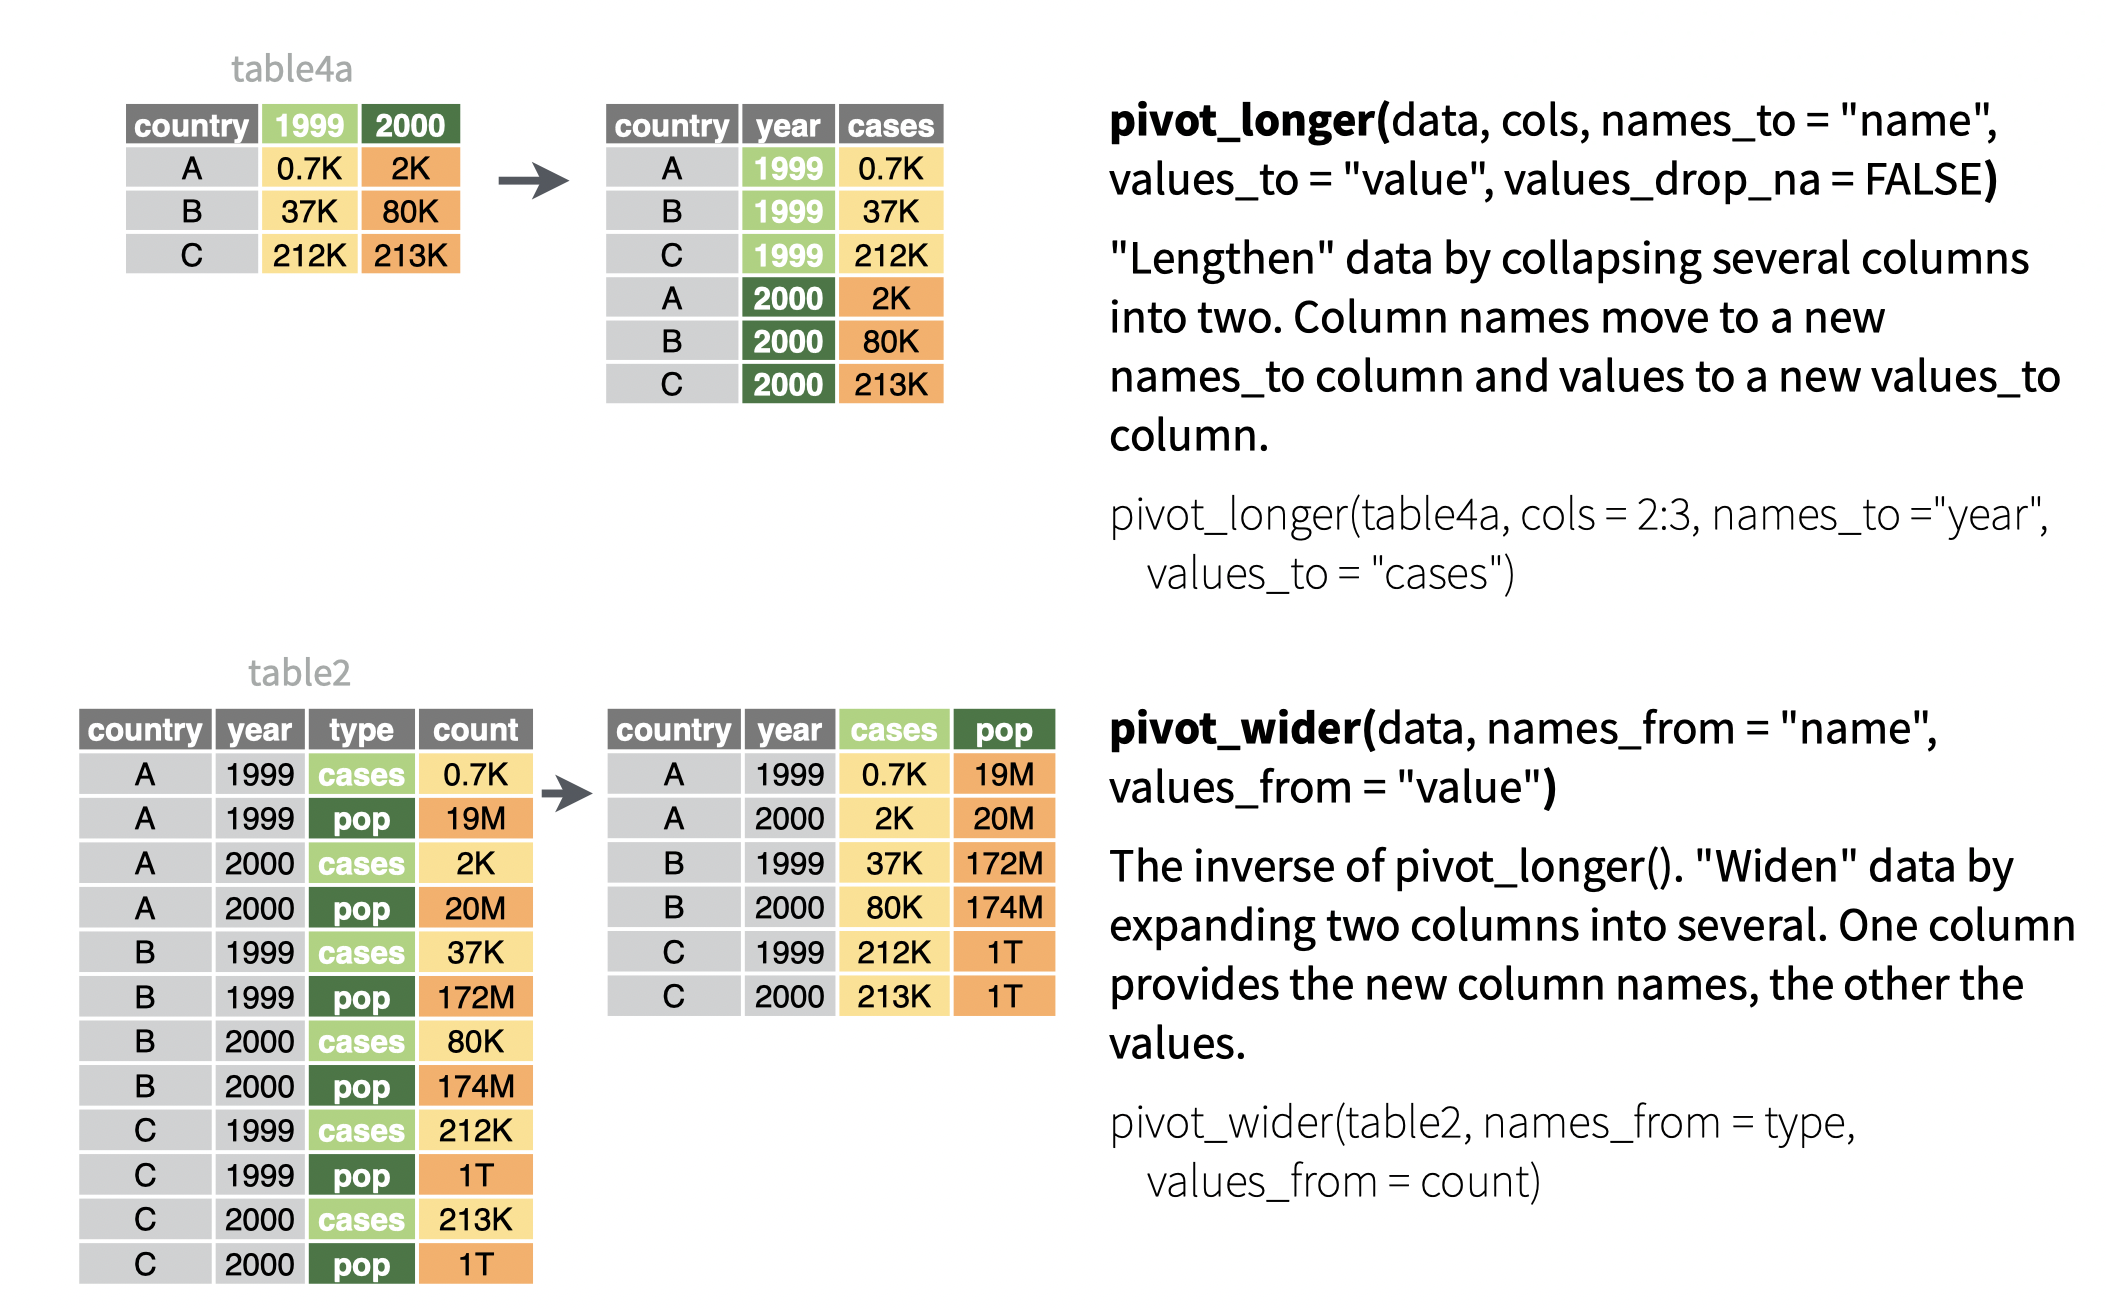 table4a
country 1999 2000
A 0.7K 2K
B 37K 80K
C 212K 213K
country year cases
A 1999 0.7K
B 1999 37K
C 1999 212K
A 2000 2K
B 2000 80K
C 2000 213K
pivot_longer(data, cols, names_to = "name",
values_to = "value", values_drop_na = FALSE)
"Lengthen" data by collapsing several columns
into two. Column names move to a new
names_to column and values to a new values_to
column.
pivot_longer(table4a, cols = 2:3, names_to ="year",
values_to = "cases")
table2
country year type count
A 1999 cases 0.7K
A 1999 pop 19M
A 2000 cases 2K
A 2000 pop 20M
B 1999 cases 37K
B 1999 pop 172M
B 2000 cases 80K
B 2000 pop 174M
C 1999 cases 212K
C 1999 pop 1T
C 2000 cases 213K
C 2000 pop 1T
country year cases pop
A 1999 0.7K 19M
A 2000 2K 20M
B 1999 37K 172M
B 2000 80K 174M
C 1999 212K 1T
C 2000 213K 1T
pivot_wider(data, names_from = "name",
values_from = "value")
The inverse of pivot_longer(). "Widen" data by
expanding two columns into several. One column
provides the new column names, the other the
values.
pivot_wider(table2, names_from = type,
values_from = count)